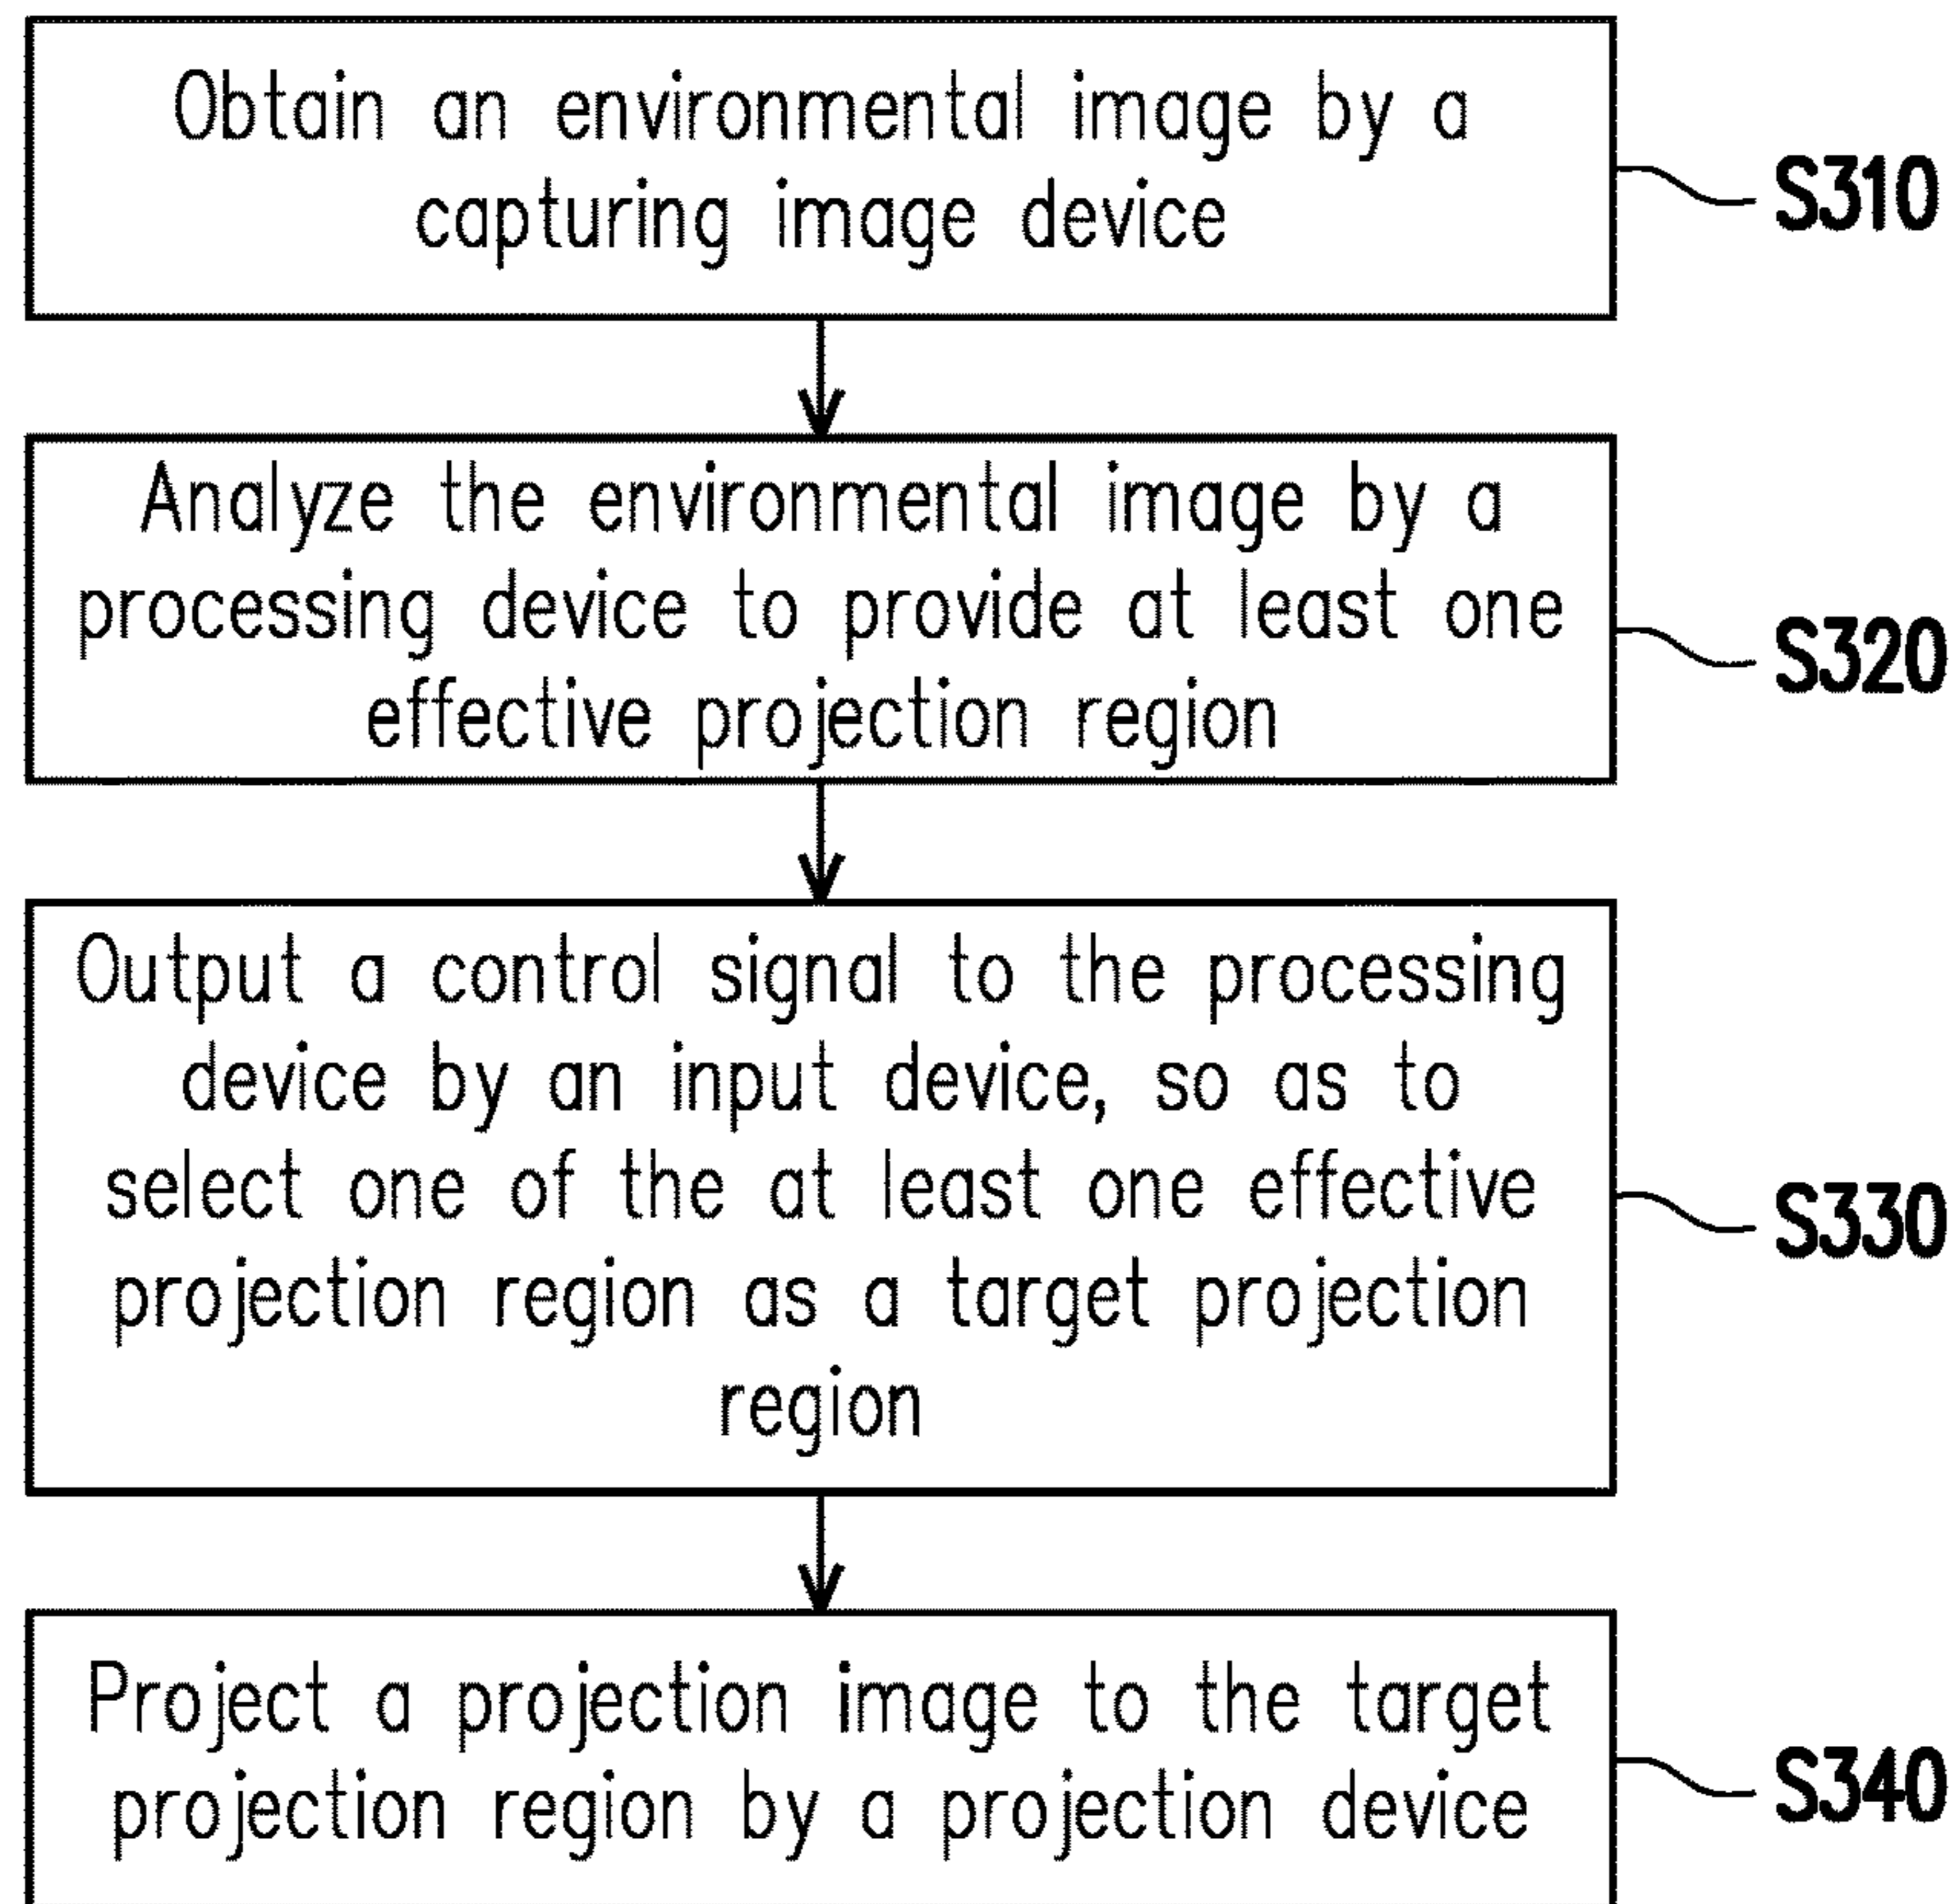 Obtain an environmental image by a
capturing image device
S310
Analyze the environmental image by a
processing device to provide at least one
effective projection region
S320
Output a control signal to the processing
device by an input device, so as to
select one of the at least one effective
projection region as a target projection
region
S330
Project a projection image to the target
projection region by a projection device
S340